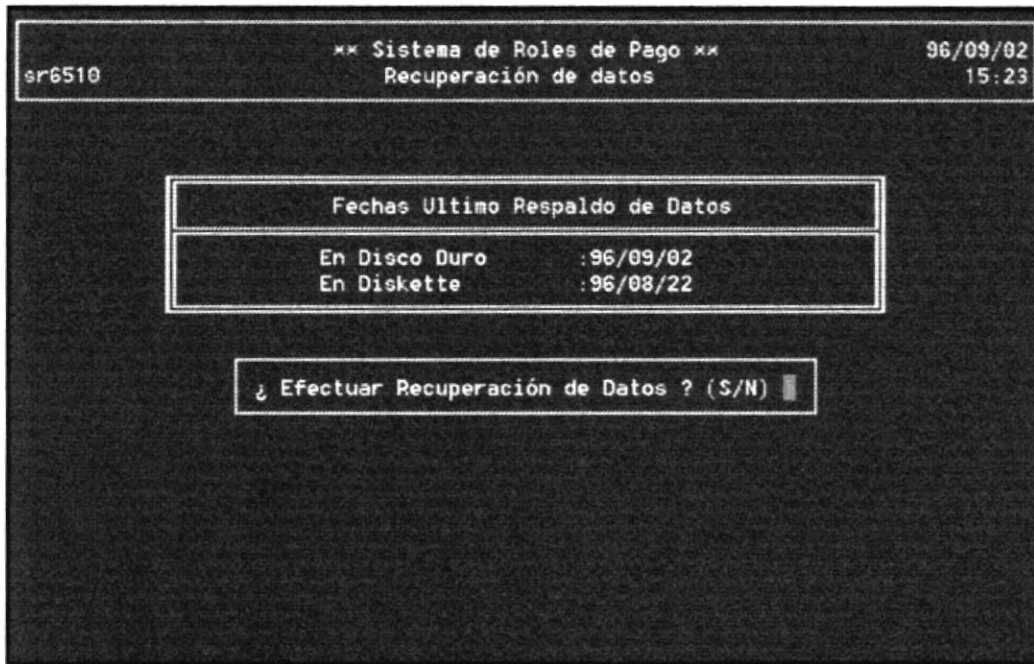 ** Sistema de Roles de Pago ** 96/09/02
sr6510 Recuperación de datos 15:23
Fechas Ultimo Respaldo de Datos
En Disco Duro :96/09/02
En Diskette :96/08/22
¿ Efectuar Recuperación de Datos ? (S/N)